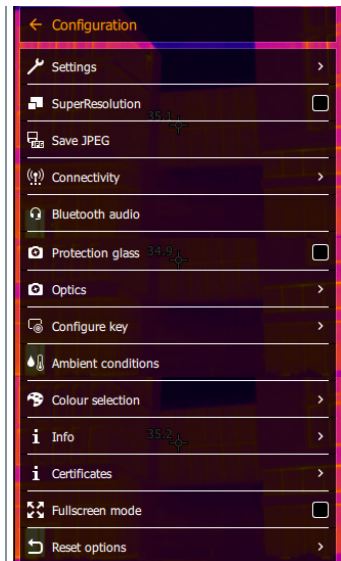 Configuration
Settings
SuperResolution
35.1
JPG
Save JPEG
Connectivity
Bluetooth audio
Protection glass
34.9
Optics
Configure key
Ambient conditions
Colour selection
Info
35.2
Certificates
Fullscreen mode
Reset options